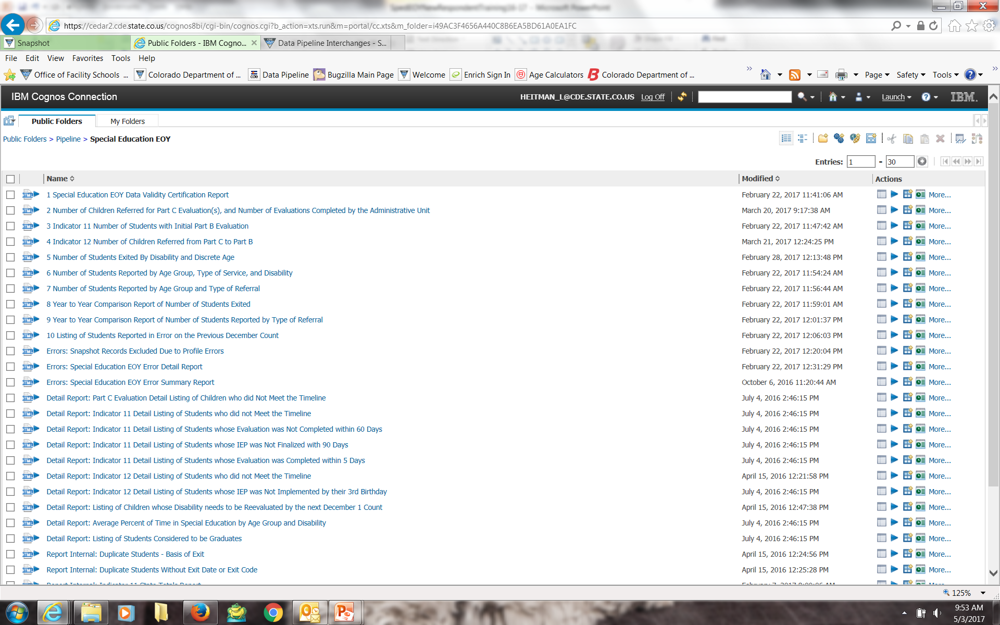 SpedEOYNewRespondentTraining16-17 - Microsoft PowerPoint
https://cedar2.cde.state.co.us/cognos8bi/cgi-bin/cognos.cgi?b_action=xts.run&m=portal/cc.xts&m_folder=i49AC3F4656A440C8B6EA5BD61A0EA1FC
Snapshot
Public Folders - IBM Cogno...
Data Pipeline Interchanges - S...
File Edit View Favorites Tools Help
Office of Facility Schools ... Colorado Department of ... Data Pipeline Bugzilla Main Page Welcome Enrich Sign In Age Calculators Colorado Department of ... Page Safety Tools
IBM Cognos Connection HEITMAN_L@CDE.STATE.CO.US Log Off Launch IBM.
Public Folders My Folders
Public Folders > Pipeline > Special Education EOY
Entries: 1 - 30
Name Modified Actions
1 Special Education EOY Data Validity Certification Report February 22, 2017 11:41:06 AM More...
2 Number of Children Referred for Part C Evaluation(s), and Number of Evaluations Completed by the Administrative Unit March 20, 2017 9:17:38 AM More...
3 Indicator 11 Number of Students with Initial Part B Evaluation February 22, 2017 11:47:42 AM More...
4 Indicator 12 Number of Children Referred from Part C to Part B March 21, 2017 12:24:25 PM More...
5 Number of Students Exited By Disability and Discrete Age February 28, 2017 12:13:48 PM More...
6 Number of Students Reported by Age Group, Type of Service, and Disability February 22, 2017 11:54:24 AM More...
7 Number of Students Reported by Age Group and Type of Referral February 22, 2017 11:56:44 AM More...
8 Year to Year Comparison Report of Number of Students Exited February 22, 2017 11:59:01 AM More...
9 Year to Year Comparison Report of Number of Students Reported by Type of Referral February 22, 2017 12:01:37 PM More...
10 Listing of Students Reported in Error on the Previous December Count February 22, 2017 12:06:03 PM More...
Errors: Snapshot Records Excluded Due to Profile Errors February 22, 2017 12:20:04 PM More...
Errors: Special Education EOY Error Detail Report February 22, 2017 12:31:29 PM More...
Errors: Special Education EOY Error Summary Report October 6, 2016 11:20:44 AM More...
Detail Report: Part C Evaluation Detail Listing of Children who did Not Meet the Timeline July 4, 2016 2:46:15 PM More...
Detail Report: Indicator 11 Detail Listing of Students who did not Meet the Timeline July 4, 2016 2:46:15 PM More...
Detail Report: Indicator 11 Detail Listing of Students whose Evaluation was Not Completed within 60 Days July 4, 2016 2:46:15 PM More...
Detail Report: Indicator 11 Detail Listing of Students whose IEP was Not Finalized with 90 Days July 4, 2016 2:46:15 PM More...
Detail Report: Indicator 11 Detail Listing of Students whose Evaluation was Completed within 5 Days July 4, 2016 2:46:15 PM More...
Detail Report: Indicator 12 Detail Listing of Students who did not Meet the Timeline April 15, 2016 12:21:58 PM More...
Detail Report: Indicator 12 Detail Listing of Students whose IEP was Not Implemented by their 3rd Birthday July 4, 2016 2:46:15 PM More...
Detail Report: Listing of Children whose Disability needs to be Reevaluated by the next December 1 Count April 15, 2016 12:47:38 PM More...
Detail Report: Average Percent of Time in Special Education by Age Group and Disability July 4, 2016 2:46:15 PM More...
Detail Report: Listing of Students Considered to be Graduates July 4, 2016 2:46:15 PM More...
Report Internal: Duplicate Students - Basis of Exit April 15, 2016 12:24:56 PM More...
Report Internal: Duplicate Students Without Exit Date or Exit Code April 15, 2016 12:25:28 PM More...
Report Internal: Indicator 11 State Totals Report
125%
9:53 AM
5/3/2017